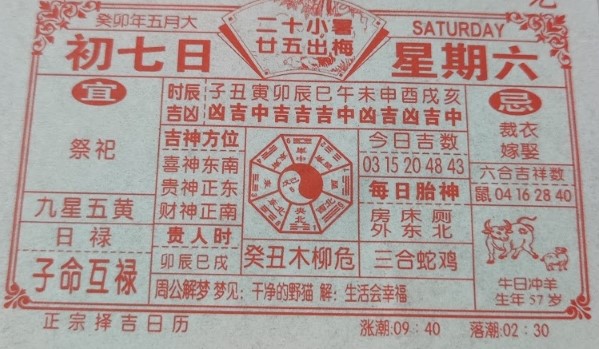 癸卯年五月大
二十小暑
廿五出梅
SATURDAY
初七日
星期六
宜
祭祀
九星五黄
日禄
子命互禄
时辰 子丑寅卯辰巳午未申酉戌亥
吉凶 凶吉中凶吉吉中吉凶凶吉中
吉神方位
喜神东南
贵神正东
财神正南
贵人时
卯辰巳戌
癸丑木柳危
今日吉数
03 15 20 48 43
每日胎神
房 床 厕
外 东 北
三合蛇鸡
周公解梦 梦见：干净的野猫 解：生活会幸福
忌
裁衣
嫁娶
六合吉祥数
鼠 04 16 28 40
牛日冲羊
生年57岁
正宗择吉日历
涨潮:09:40 落潮:02:30